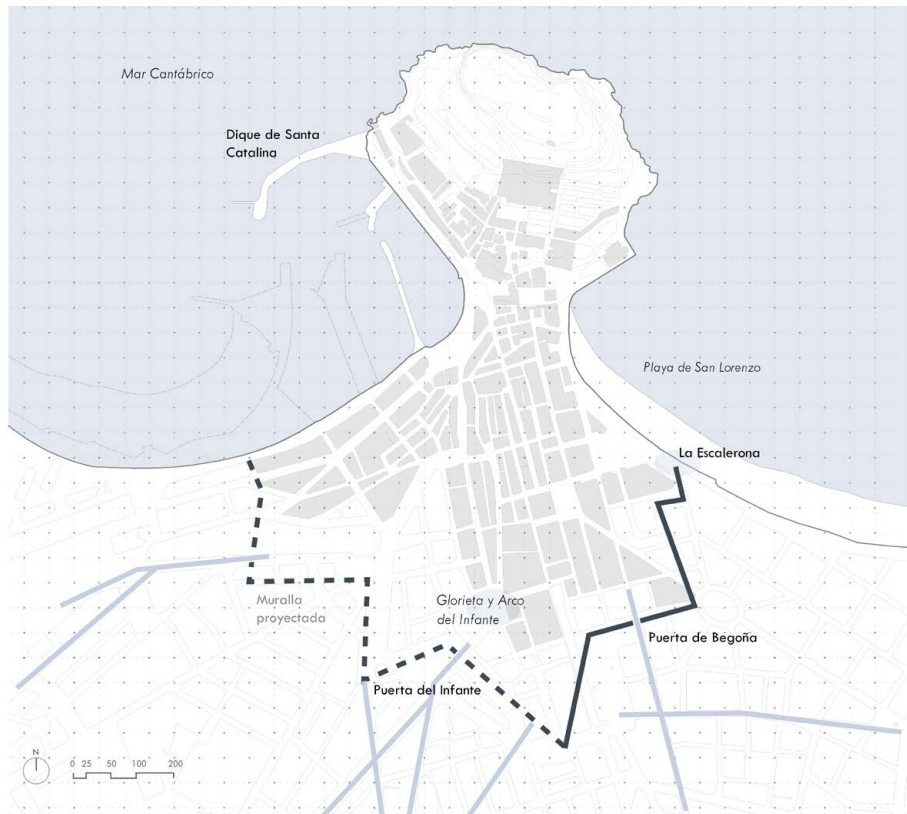 Mar Cantábrico
Dique de Santa
Catalina
Playa de San Lorenzo
La Escalerona
Muralla
proyectada
Glorieta y Arco
del Infante
Puerta de Begoña
Puerta del Infante
N
0 25 50 100 200